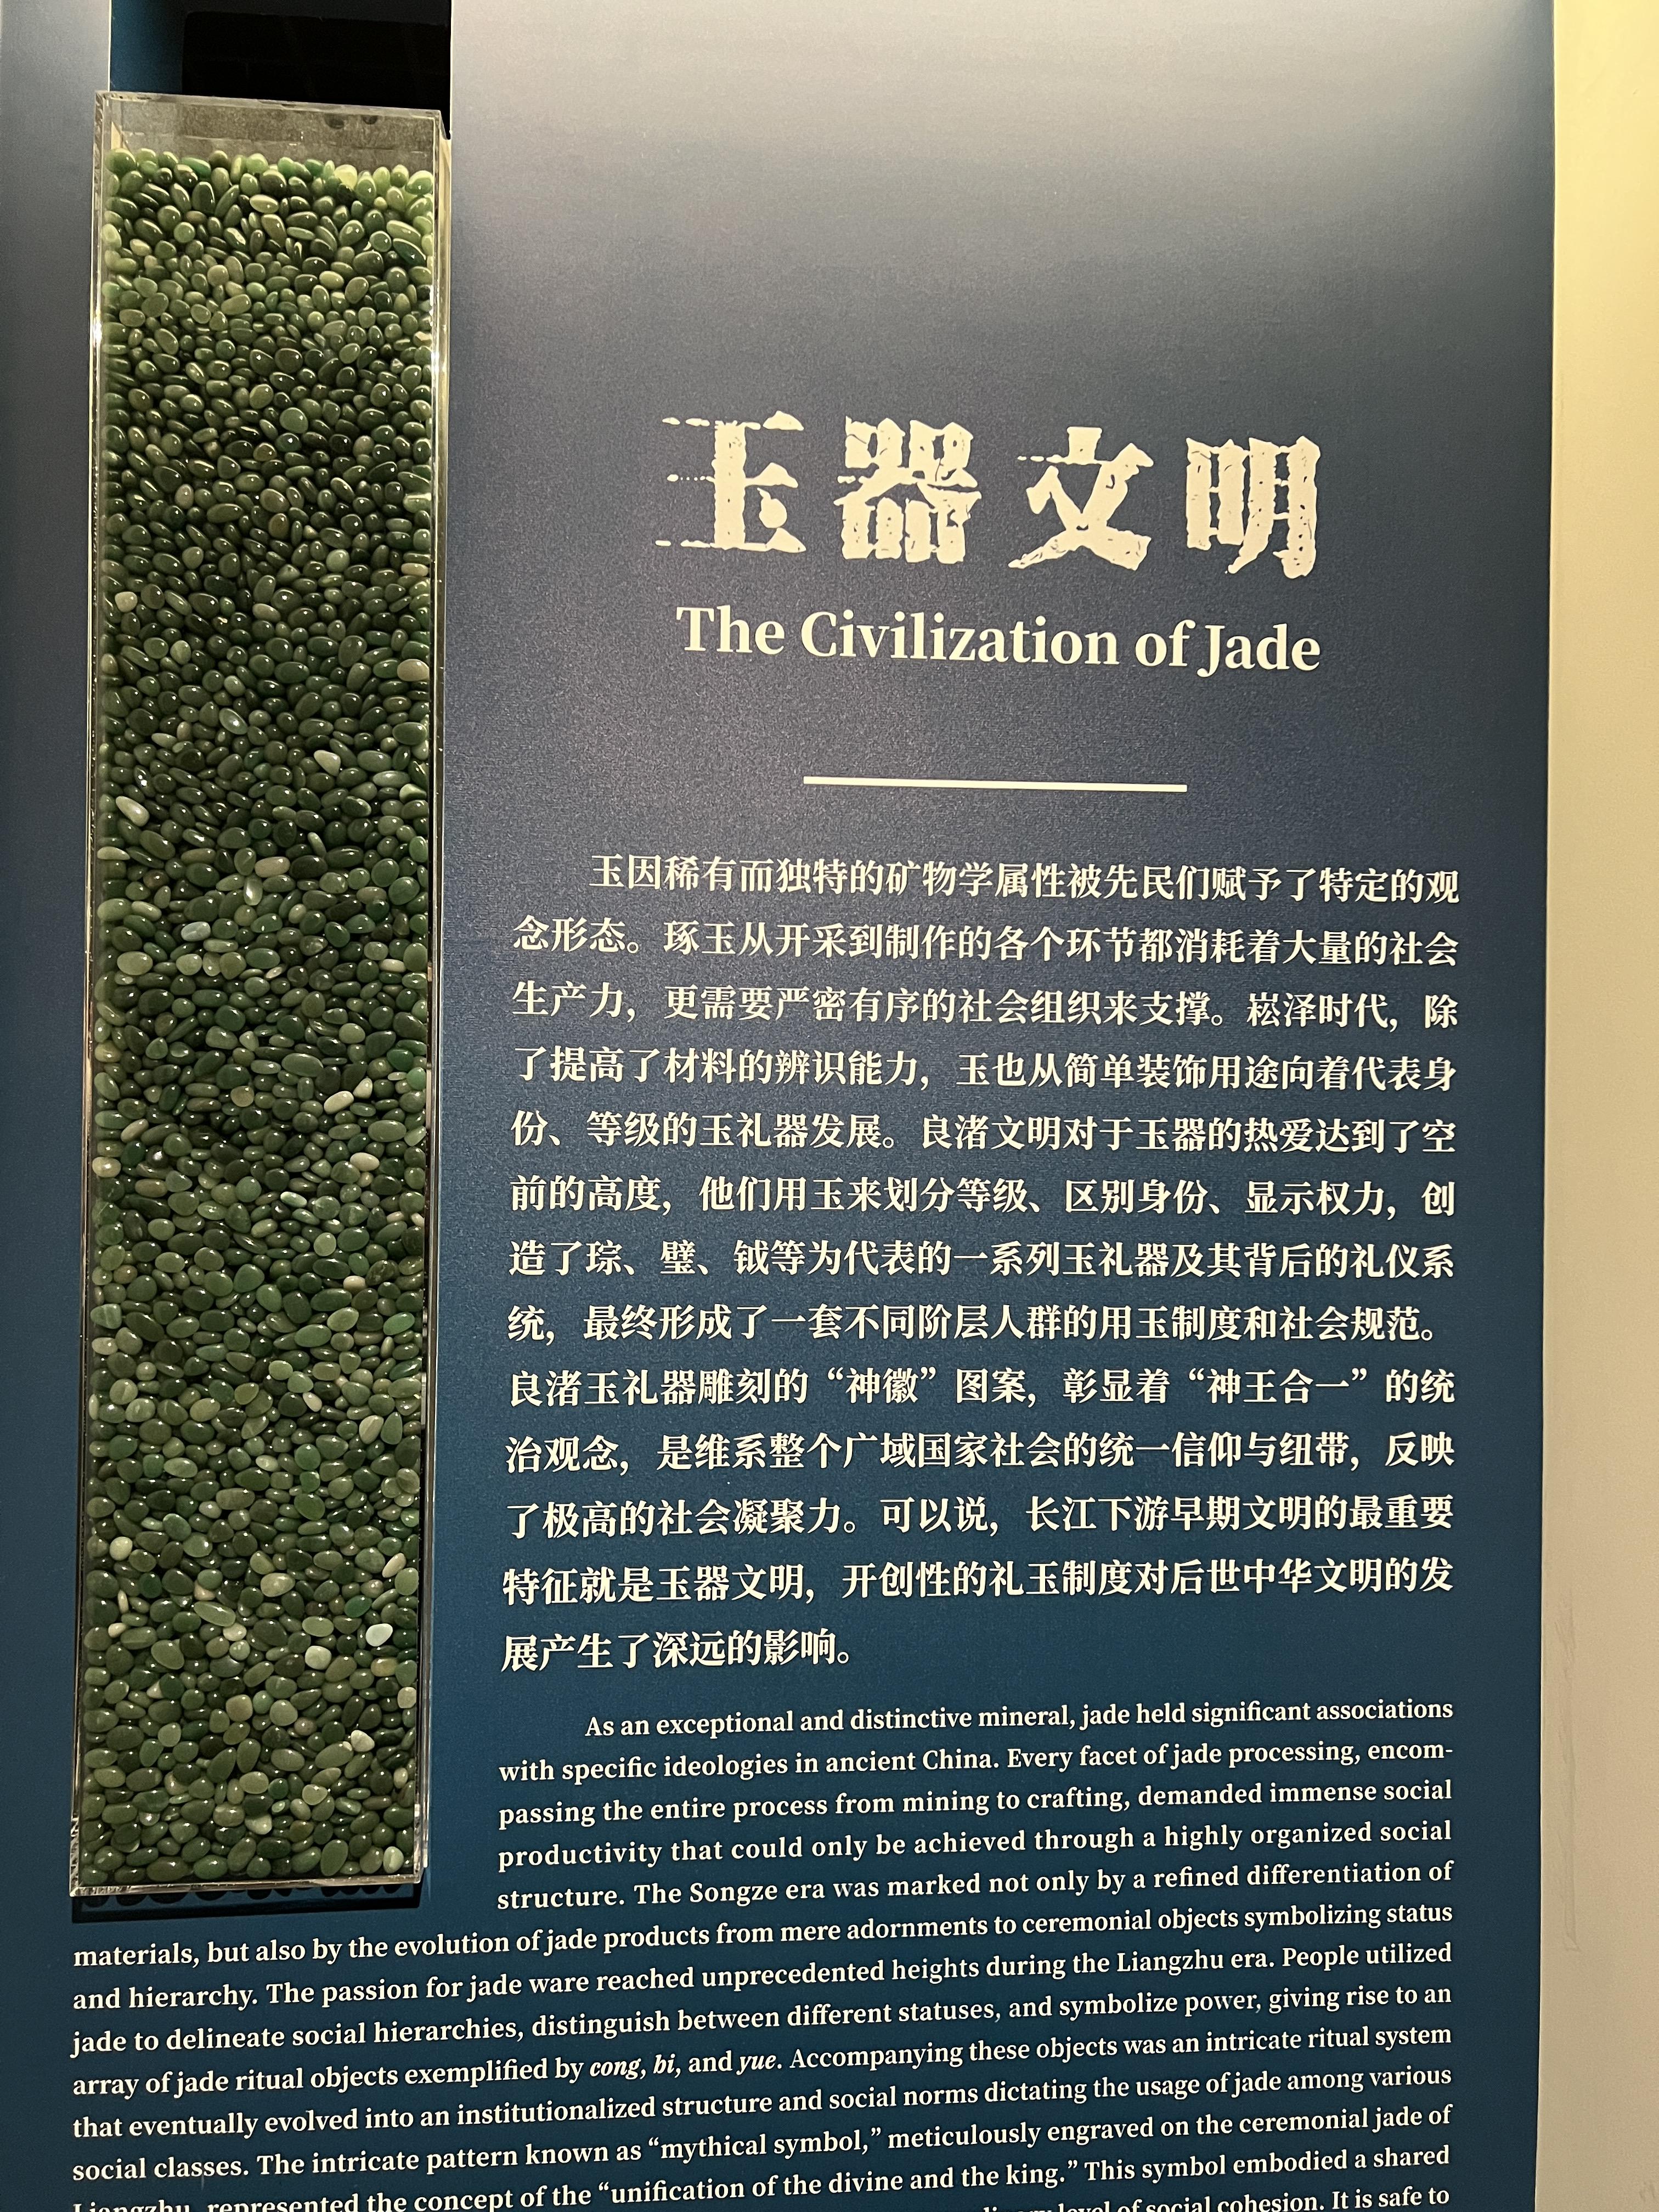 玉器文明
The Civilization of Jade
玉因稀有而独特的矿物学属性被先民们赋予了特定的观
念形态。琢玉从开采到制作的各个环节都消耗着大量的社会
生产力，更需要严密有序的社会组织来支撑。崧泽时代，除
了提高了材料的辨识能力，玉也从简单装饰用途向着代表身
份、等级的玉礼器发展。良渚文明对于玉器的热爱达到了空
前的高度，他们用玉来划分等级、区别身份、显示权力，创
造了琮、璧、钺等为代表的一系列玉礼器及其背后的礼仪系
统，最终形成了一套不同阶层人群的用玉制度和社会规范。
良渚玉礼器雕刻的“神徽”图案，彰显着“神王合一”的统
治观念，是维系整个广域国家社会的统一信仰与纽带，反映
了极高的社会凝聚力。可以说，长江下游早期文明的最重要
特征就是玉器文明，开创性的礼玉制度对后世中华文明的发
展产生了深远的影响。
As an exceptional and distinctive mineral, jade held significant associations
with specific ideologies in ancient China. Every facet of jade processing, encom-
passing the entire process from mining to crafting, demanded immense social
productivity that could only be achieved through a highly organized social
structure. The Songze era was marked not only by a refined differentiation of
materials, but also by the evolution of jade products from mere adornments to ceremonial objects symbolizing status
and hierarchy. The passion for jade ware reached unprecedented heights during the Liangzhu era. People utilized
jade to delineate social hierarchies, distinguish between different statuses, and symbolize power, giving rise to an
array of jade ritual objects exemplified by cong, bi, and yue. Accompanying these objects was an intricate ritual system
that eventually evolved into an institutionalized structure and social norms dictating the usage of jade among various
social classes. The intricate pattern known as “mythical symbol,” meticulously engraved on the ceremonial jade of
Liangzhu, represented the concept of the “unification of the divine and the king.” This symbol embodied a shared
level of social cohesion. It is safe to